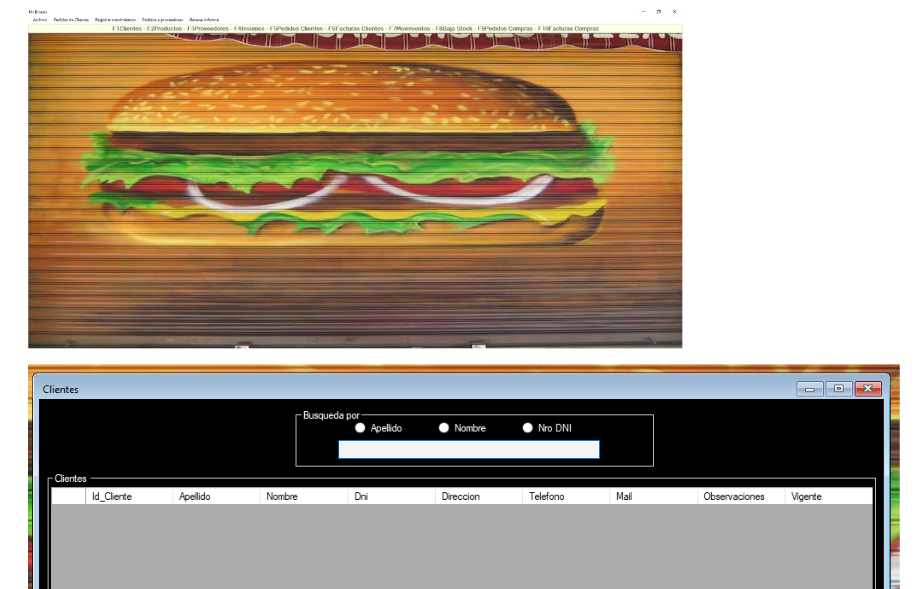 Mr Brooks
Archivo Pedidos de Clientes Registrar movimientos Pedidos a proveedores Generar informe
F1Clientes - F2Productos - F3Proveedores - F4Insumos - F5Pedidos Clientes - F6Facturas Clientes - F7Movimientos - F8Baja Stock - F9Pedidos Compras - F10Facturas Compras
Clientes
Busqueda por
Apellido Nombre Nro DNI
Clientes
Id_Cliente Apellido Nombre Dni Direccion Telefono Mail Observaciones Vigente